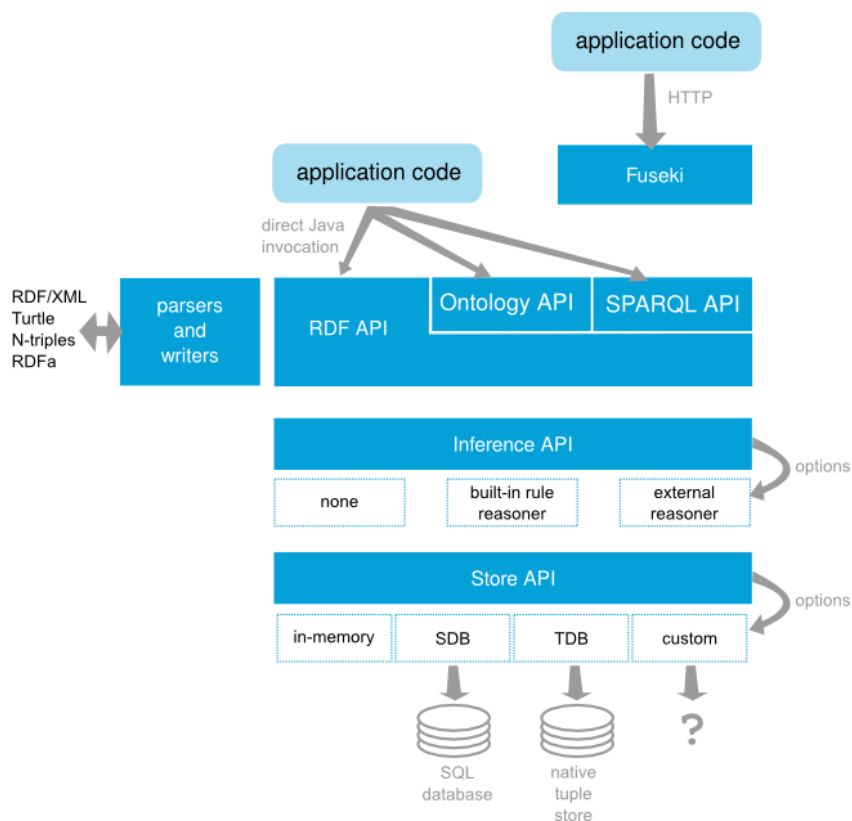 application code
HTTP
Fuseki
application code
direct Java
invocation
RDF/XML
Turtle
N-triples
RDFa
parsers
and
writers
RDF API
Ontology API
SPARQL API
Inference API
options
none
built-in rule
reasoner
external
reasoner
Store API
options
in-memory
SDB
TDB
custom
?
SQL
database
native
tuple
store